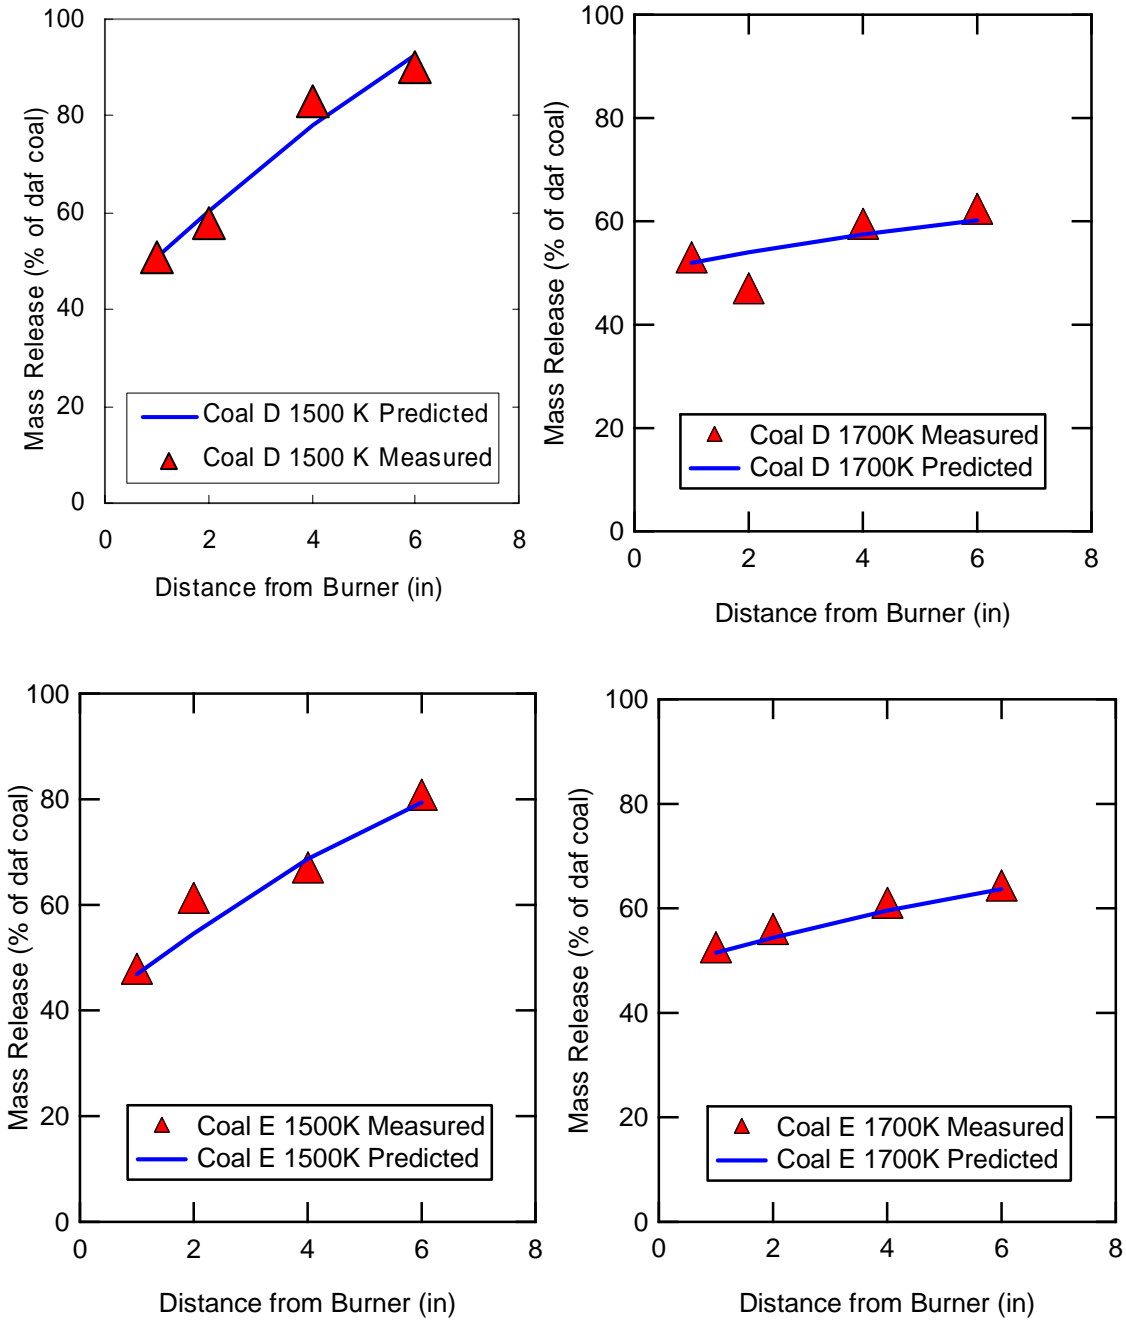 100
80
60
40
20
0
0 2 4 6 8
Mass Release (% of daf coal)
Distance from Burner (in)
Coal D 1500 K Predicted
Coal D 1500 K Measured
100
80
60
40
20
0
0 2 4 6 8
Mass Release (% of daf coal)
Distance from Burner (in)
Coal D 1700K Measured
Coal D 1700K Predicted
100
80
60
40
20
0
0 2 4 6 8
Mass Release (% of daf coal)
Distance from Burner (in)
Coal E 1500K Measured
Coal E 1500K Predicted
100
80
60
40
20
0
0 2 4 6 8
Mass Release (% of daf coal)
Distance from Burner (in)
Coal E 1700K Measured
Coal E 1700K Predicted